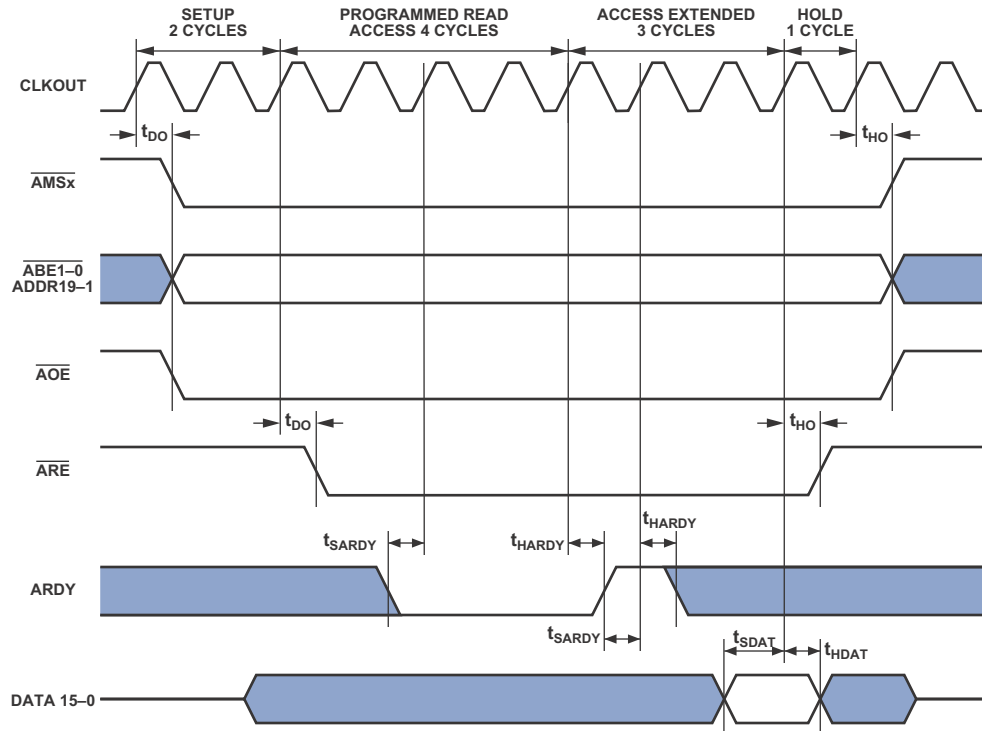 SETUP
2 CYCLES
PROGRAMMED READ
ACCESS 4 CYCLES
ACCESS EXTENDED
3 CYCLES
HOLD
1 CYCLE
CLKOUT
tDO
tHO
AMSx
ABE1–0
ADDR19–1
AOE
tDO
tHO
ARE
tSARDY
tHARDY
tHARDY
ARDY
tSARDY
tSDAT
tHDAT
DATA 15–0